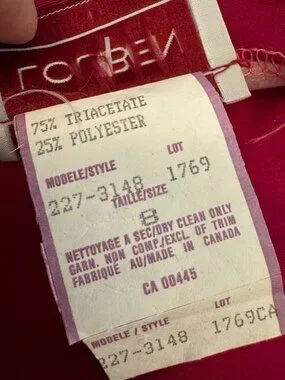 75% TRIACETATE
25% POLYESTER
MODELE/STYLE LOT
227-3148 1769
TAILLE/SIZE
8
NETTOYAGE A SEC/DRY CLEAN ONLY
GARN. NON COMP./EXCL OF TRIM
FABRIQUE AU/MADE IN CANADA
CA 00445
MODELE / STYLE LOT
227-3148 1769CA